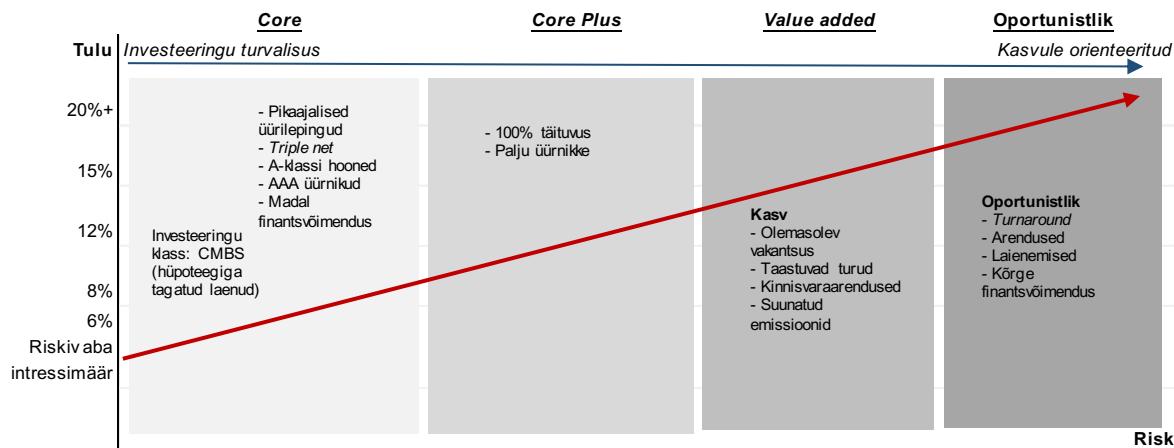 Core
Core Plus
Value added
Oportunistlik
Tulu
Investeeringu turvalisus
Kasvule orienteeritud
20%+
15%
12%
8%
6%
Riskivaba
intressimäär
- Pikaajalised
üürilepingud
- Triple net
- A-klassi hooned
- AAA üürnikud
- Madal
finantsvõimendus
Investeeringu
klass: CMBS
(hüpoteegiga
tagatud laenud)
- 100% täituvus
- Palju üürnikke
Kasv
- Olemasolev
vakantsus
- Taastuvad turud
- Kinnisvaraarendused
- Suunatud
emissioonid
Oportunistlik
- Turnaround
- Arendused
- Laienemised
- Kõrge
finantsvõimendus
Risk